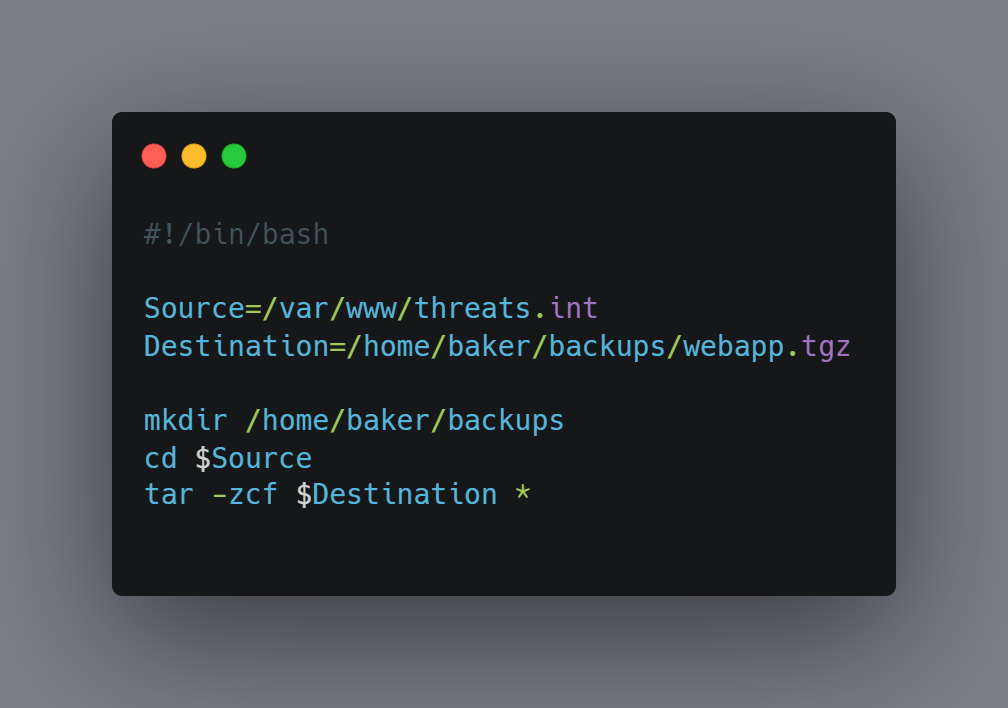 #!/bin/bash
Source=/var/www/threats.int
Destination=/home/baker/backups/webapp.tgz
mkdir /home/baker/backups
cd $Source
tar -zcf $Destination *